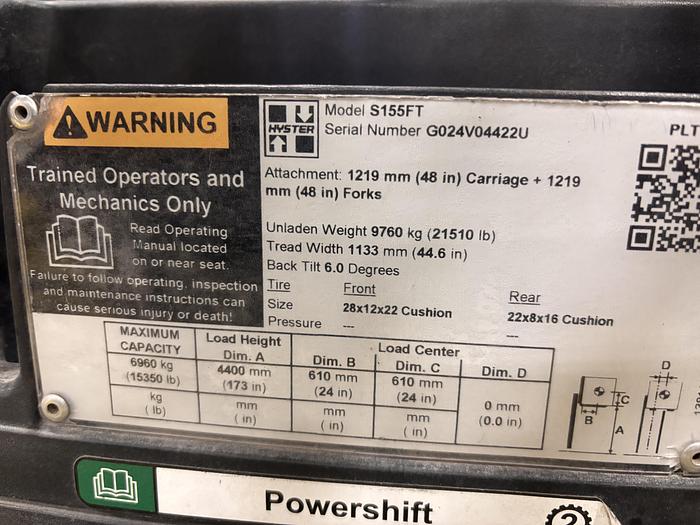 WARNING
Trained Operators and
Mechanics Only
Read Operating
Manual located
on or near seat.
Failure to follow operating, inspection
and maintenance instructions can
cause serious injury or death!
HYSTER
Model S155FT
Serial Number G024V04422U
PLT
Attachment: 1219 mm (48 in) Carriage + 1219
mm (48 in) Forks
Unladen Weight 9760 kg (21510 lb)
Tread Width 1133 mm (44.6 in)
Back Tilt 6.0 Degrees
Tire Front Rear
Size 28x12x22 Cushion 22x8x16 Cushion
Pressure --- ---
MAXIMUM CAPACITY Load Height Dim. A Load Center Dim. B Dim. C Dim. D
6960 kg (15350 lb) 4400 mm (173 in) 610 mm (24 in) 610 mm (24 in) 0 mm (0.0 in)
kg ( lb) mm ( in) mm ( in) mm ( in)
D
C
B
A
Powershift
?